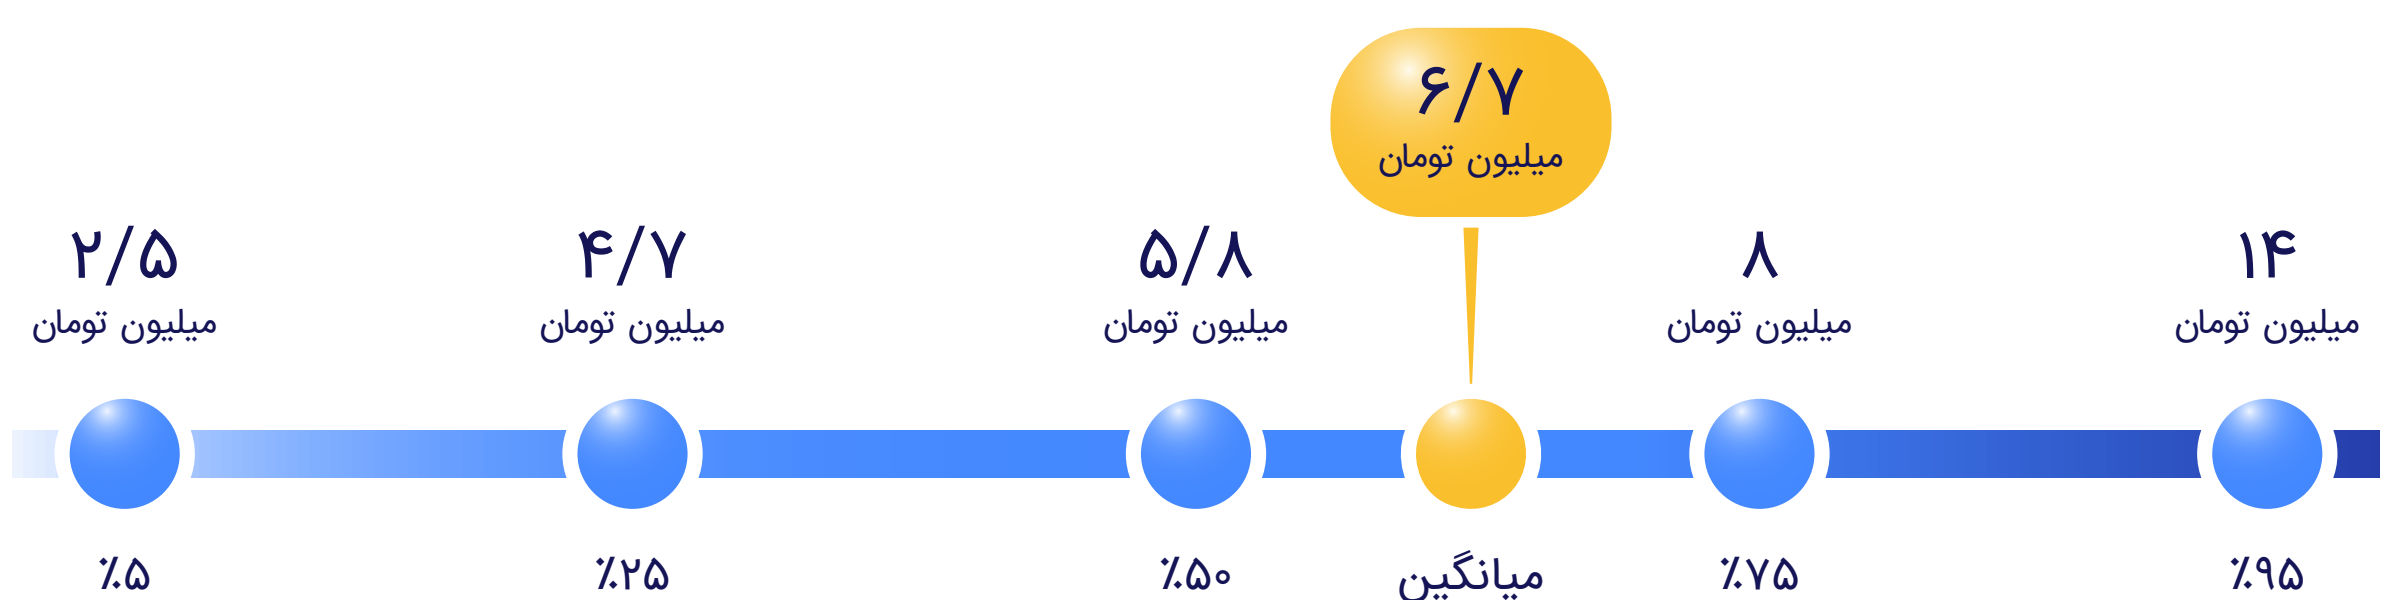 ۶/۷
میلیون تومان
۲/۵
میلیون تومان
۴/۷
میلیون تومان
۵/۸
میلیون تومان
۸
میلیون تومان
۱۴
میلیون تومان
٪۵
٪۲۵
٪۵۰
میانگین
٪۷۵
٪۹۵